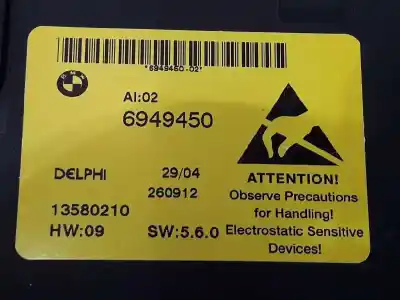 *6949450-02*
BMW
AI:02
6949450
DELPHI 29/04
260912
13580210
HW:09 SW:5.6.0
ATTENTION!
Observe Precautions
for Handling!
Electrostatic Sensitive
Devices!